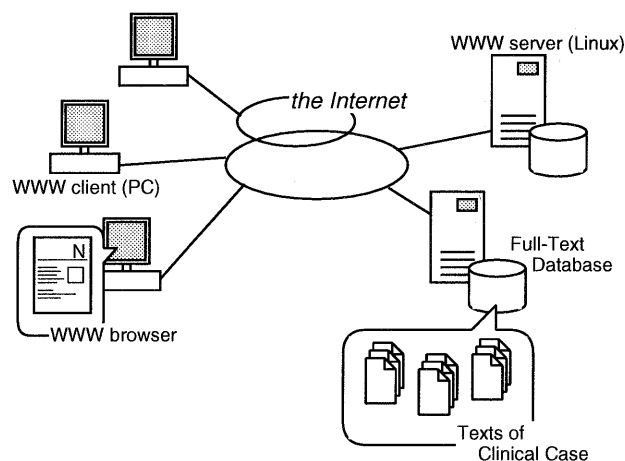 WWW server (Linux)
the Internet
WWW client (PC)
N
WWW browser
Full-Text
Database
Texts of
Clinical Case